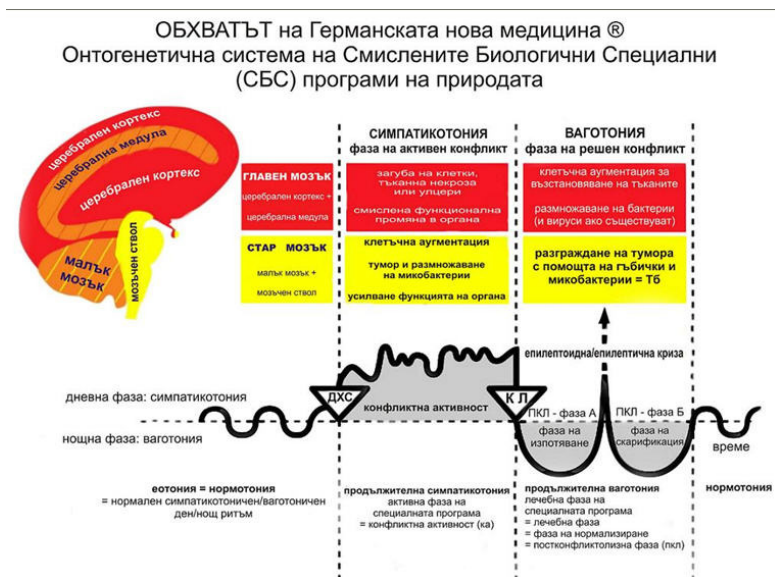 ОБХВАТЪТ на Германската нова медицина ®
Онтогенетична система на Смислените Биологични Специални
(СБС) програми на природата
церебрален кортекс
церебрална медула
церебрален кортекс
малък
мозък
мозъчен ствол
СИМПАТИКОТОНИЯ
фаза на активен конфликт
ВАГОТОНИЯ
фаза на решен конфликт
ГЛАВЕН МОЗЪК
церебрален кортекс +
церебрална медула
загуба на клетки,
тъканна некроза
или улцери
смислена функционална
промяна в органа
клетъчна аугментация за
възстановяване на тъканите
размножаване на бактерии
(и вируси ако съществуват)
СТАР МОЗЪК
малък мозък +
мозъчен ствол
клетъчна аугментация
тумор и размножаване
на микобактерии
усилване функцията на органа
разграждане на тумора
с помощта на гъбички и
микобактерии = Тб
епилептоидна/епилептична криза
дневна фаза: симпатикотония
ДХС
конфликтна активност
К Л
ПКЛ - фаза А
ПКЛ - фаза Б
нощна фаза: ваготония
фаза на
изпотяване
фаза на
скарификация
време
еотония = нормотония
= нормален симпатикотоничен/ваготоничен
ден/нощ ритъм
продължителна симпатикотония
активна фаза на
специалната програма
= конфликтна активност (ка)
продължителна ваготония
лечебна фаза на
специалната програма
= лечебна фаза
= фаза на нормализиране
= постконфликтолизна фаза (пкл)
нормотония